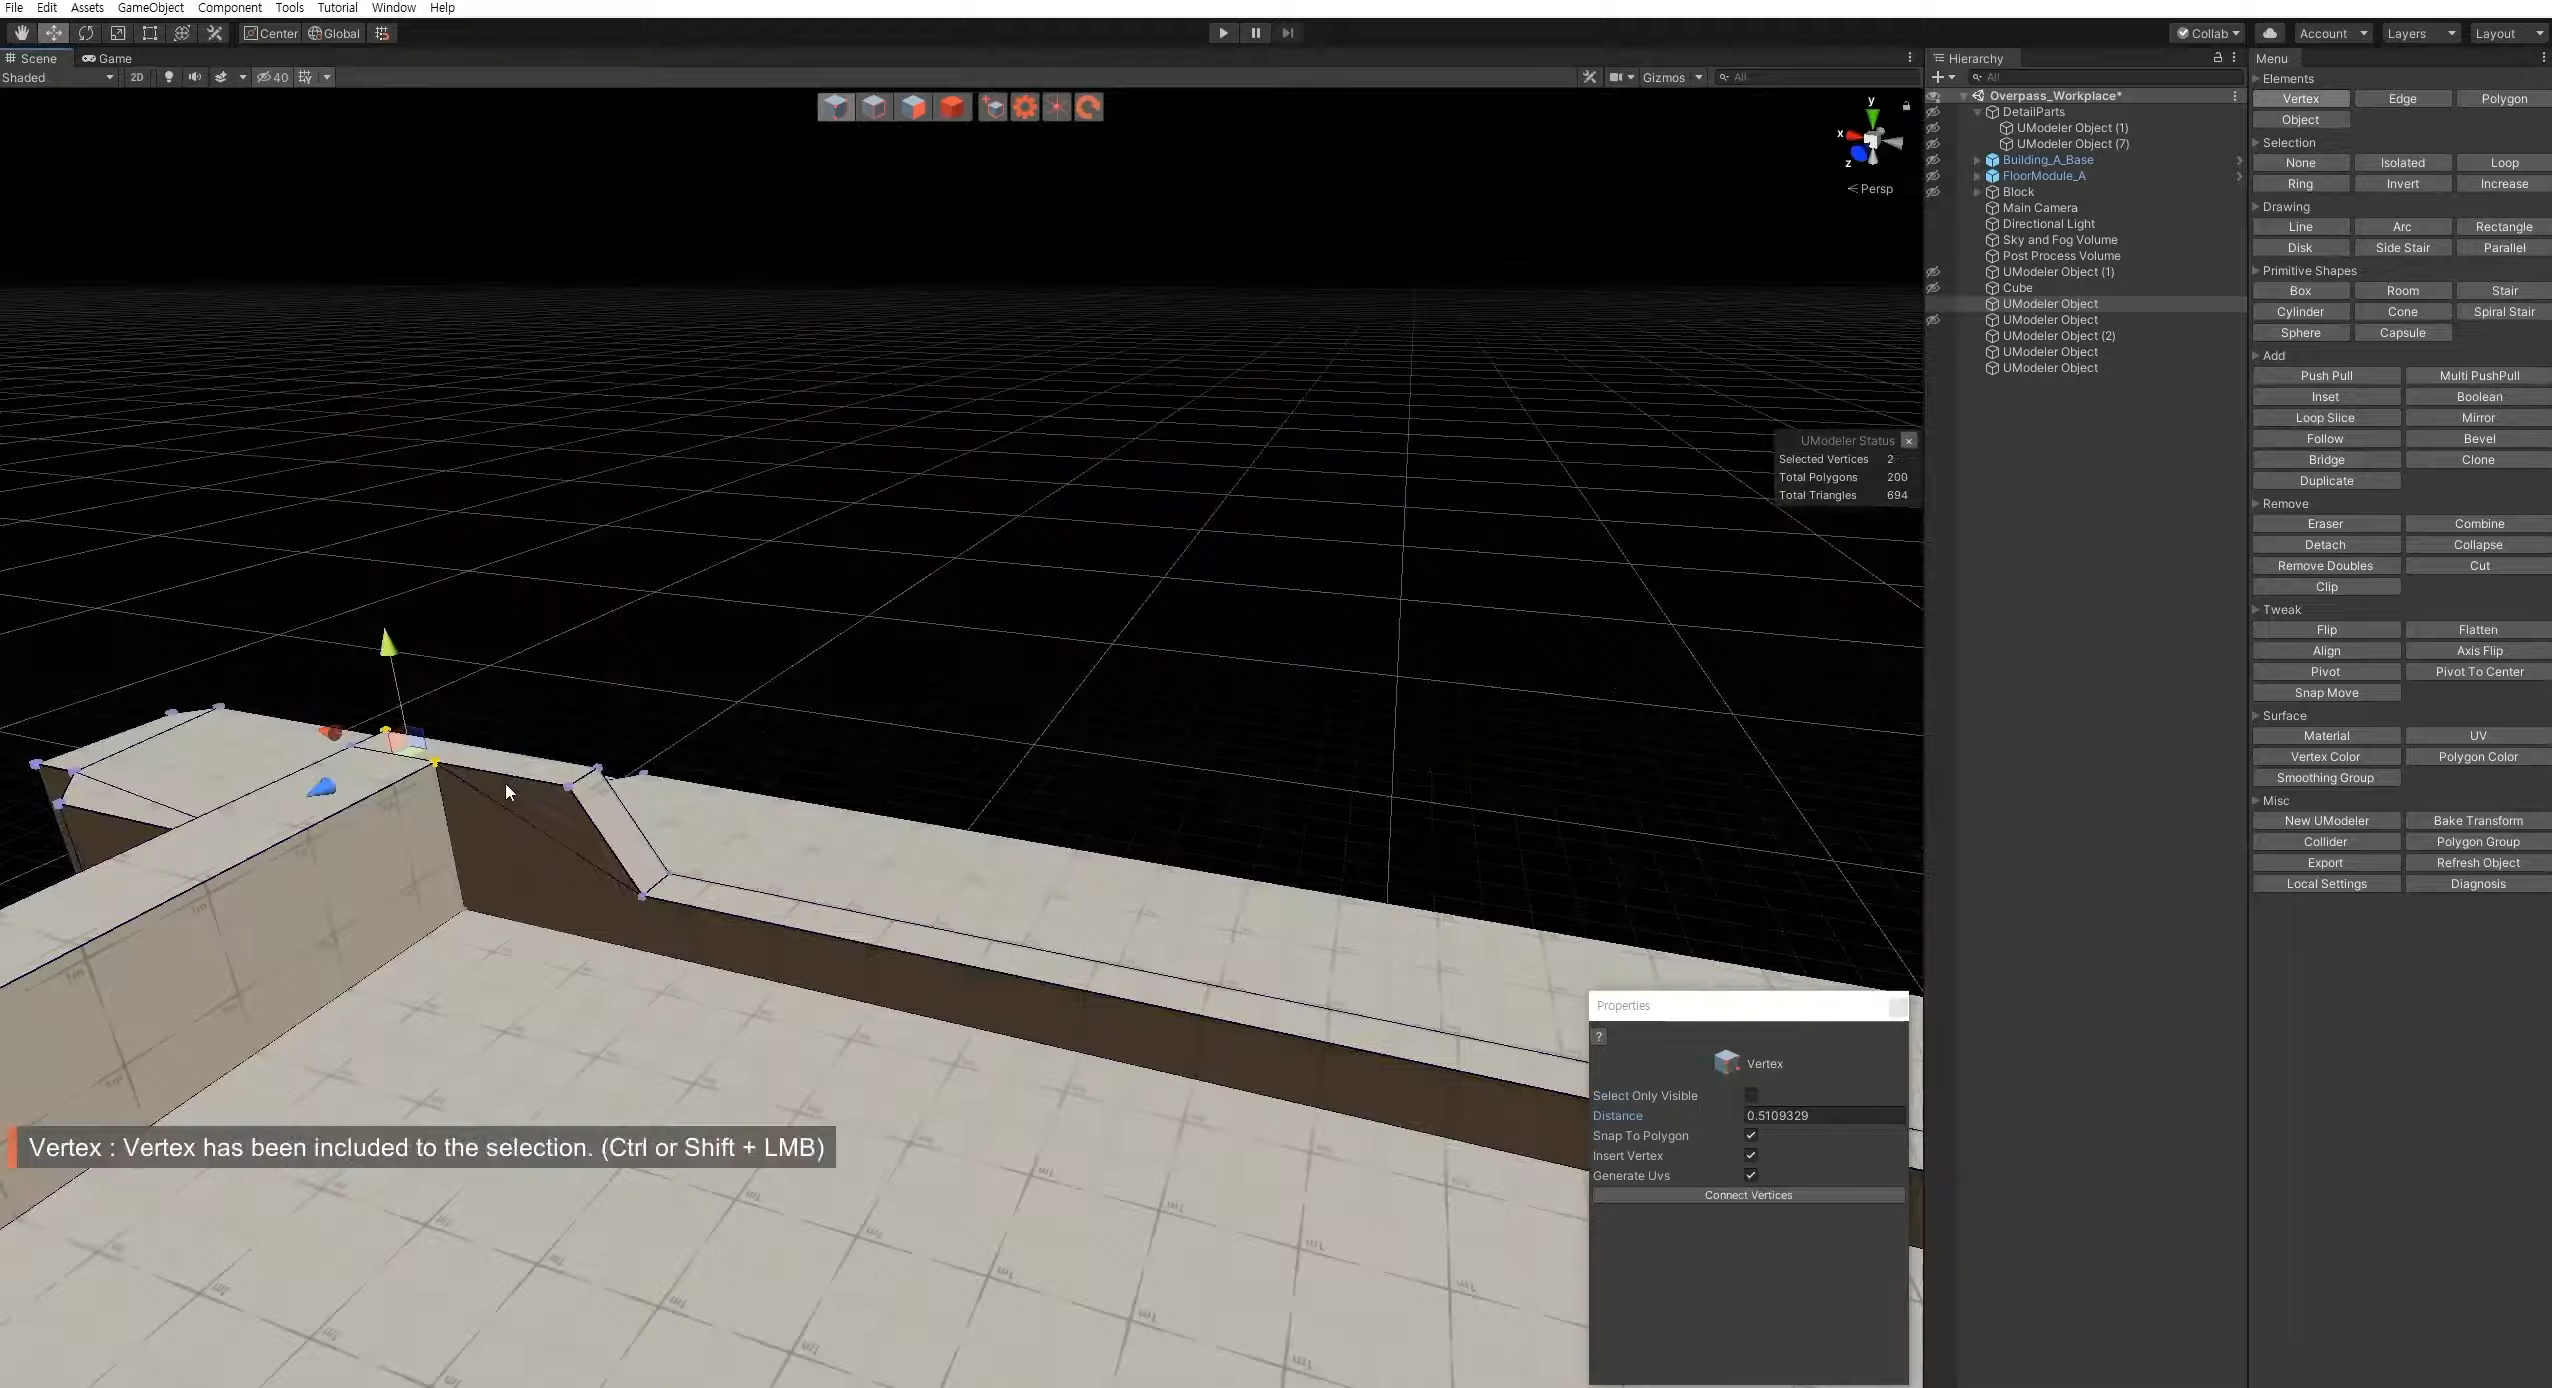 File Edit Assets GameObject Component Tools Tutorial Window Help
Center Global Collab Account Layers Layout
Scene Game
Shaded 2D 40 Gizmos All
y
x
z
Persp
UModeler Status
Selected Vertices 2
Total Polygons 200
Total Triangles 694
Vertex : Vertex has been included to the selection. (Ctrl or Shift + LMB)
Properties
?
Vertex
Select Only Visible
Distance 0.5109329
Snap To Polygon
Insert Vertex
Generate Uvs
Connect Vertices
Hierarchy
All
Overpass_Workplace*
DetailParts
UModeler Object (1)
UModeler Object (7)
Building_A_Base
FloorModule_A
Block
Main Camera
Directional Light
Sky and Fog Volume
Post Process Volume
UModeler Object (1)
Cube
UModeler Object
UModeler Object
UModeler Object (2)
UModeler Object
UModeler Object
Menu
Elements
Vertex Edge Polygon
Object
Selection
None Isolated Loop
Ring Invert Increase
Drawing
Line Arc Rectangle
Disk Side Stair Parallel
Primitive Shapes
Box Room Stair
Cylinder Cone Spiral Stair
Sphere Capsule
Add
Push Pull Multi PushPull
Inset Boolean
Loop Slice Mirror
Follow Bevel
Bridge Clone
Duplicate
Remove
Eraser Combine
Detach Collapse
Remove Doubles Cut
Clip
Tweak
Flip Flatten
Align Axis Flip
Pivot Pivot To Center
Snap Move
Surface
Material UV
Vertex Color Polygon Color
Smoothing Group
Misc
New UModeler Bake Transform
Collider Polygon Group
Export Refresh Object
Local Settings Diagnosis